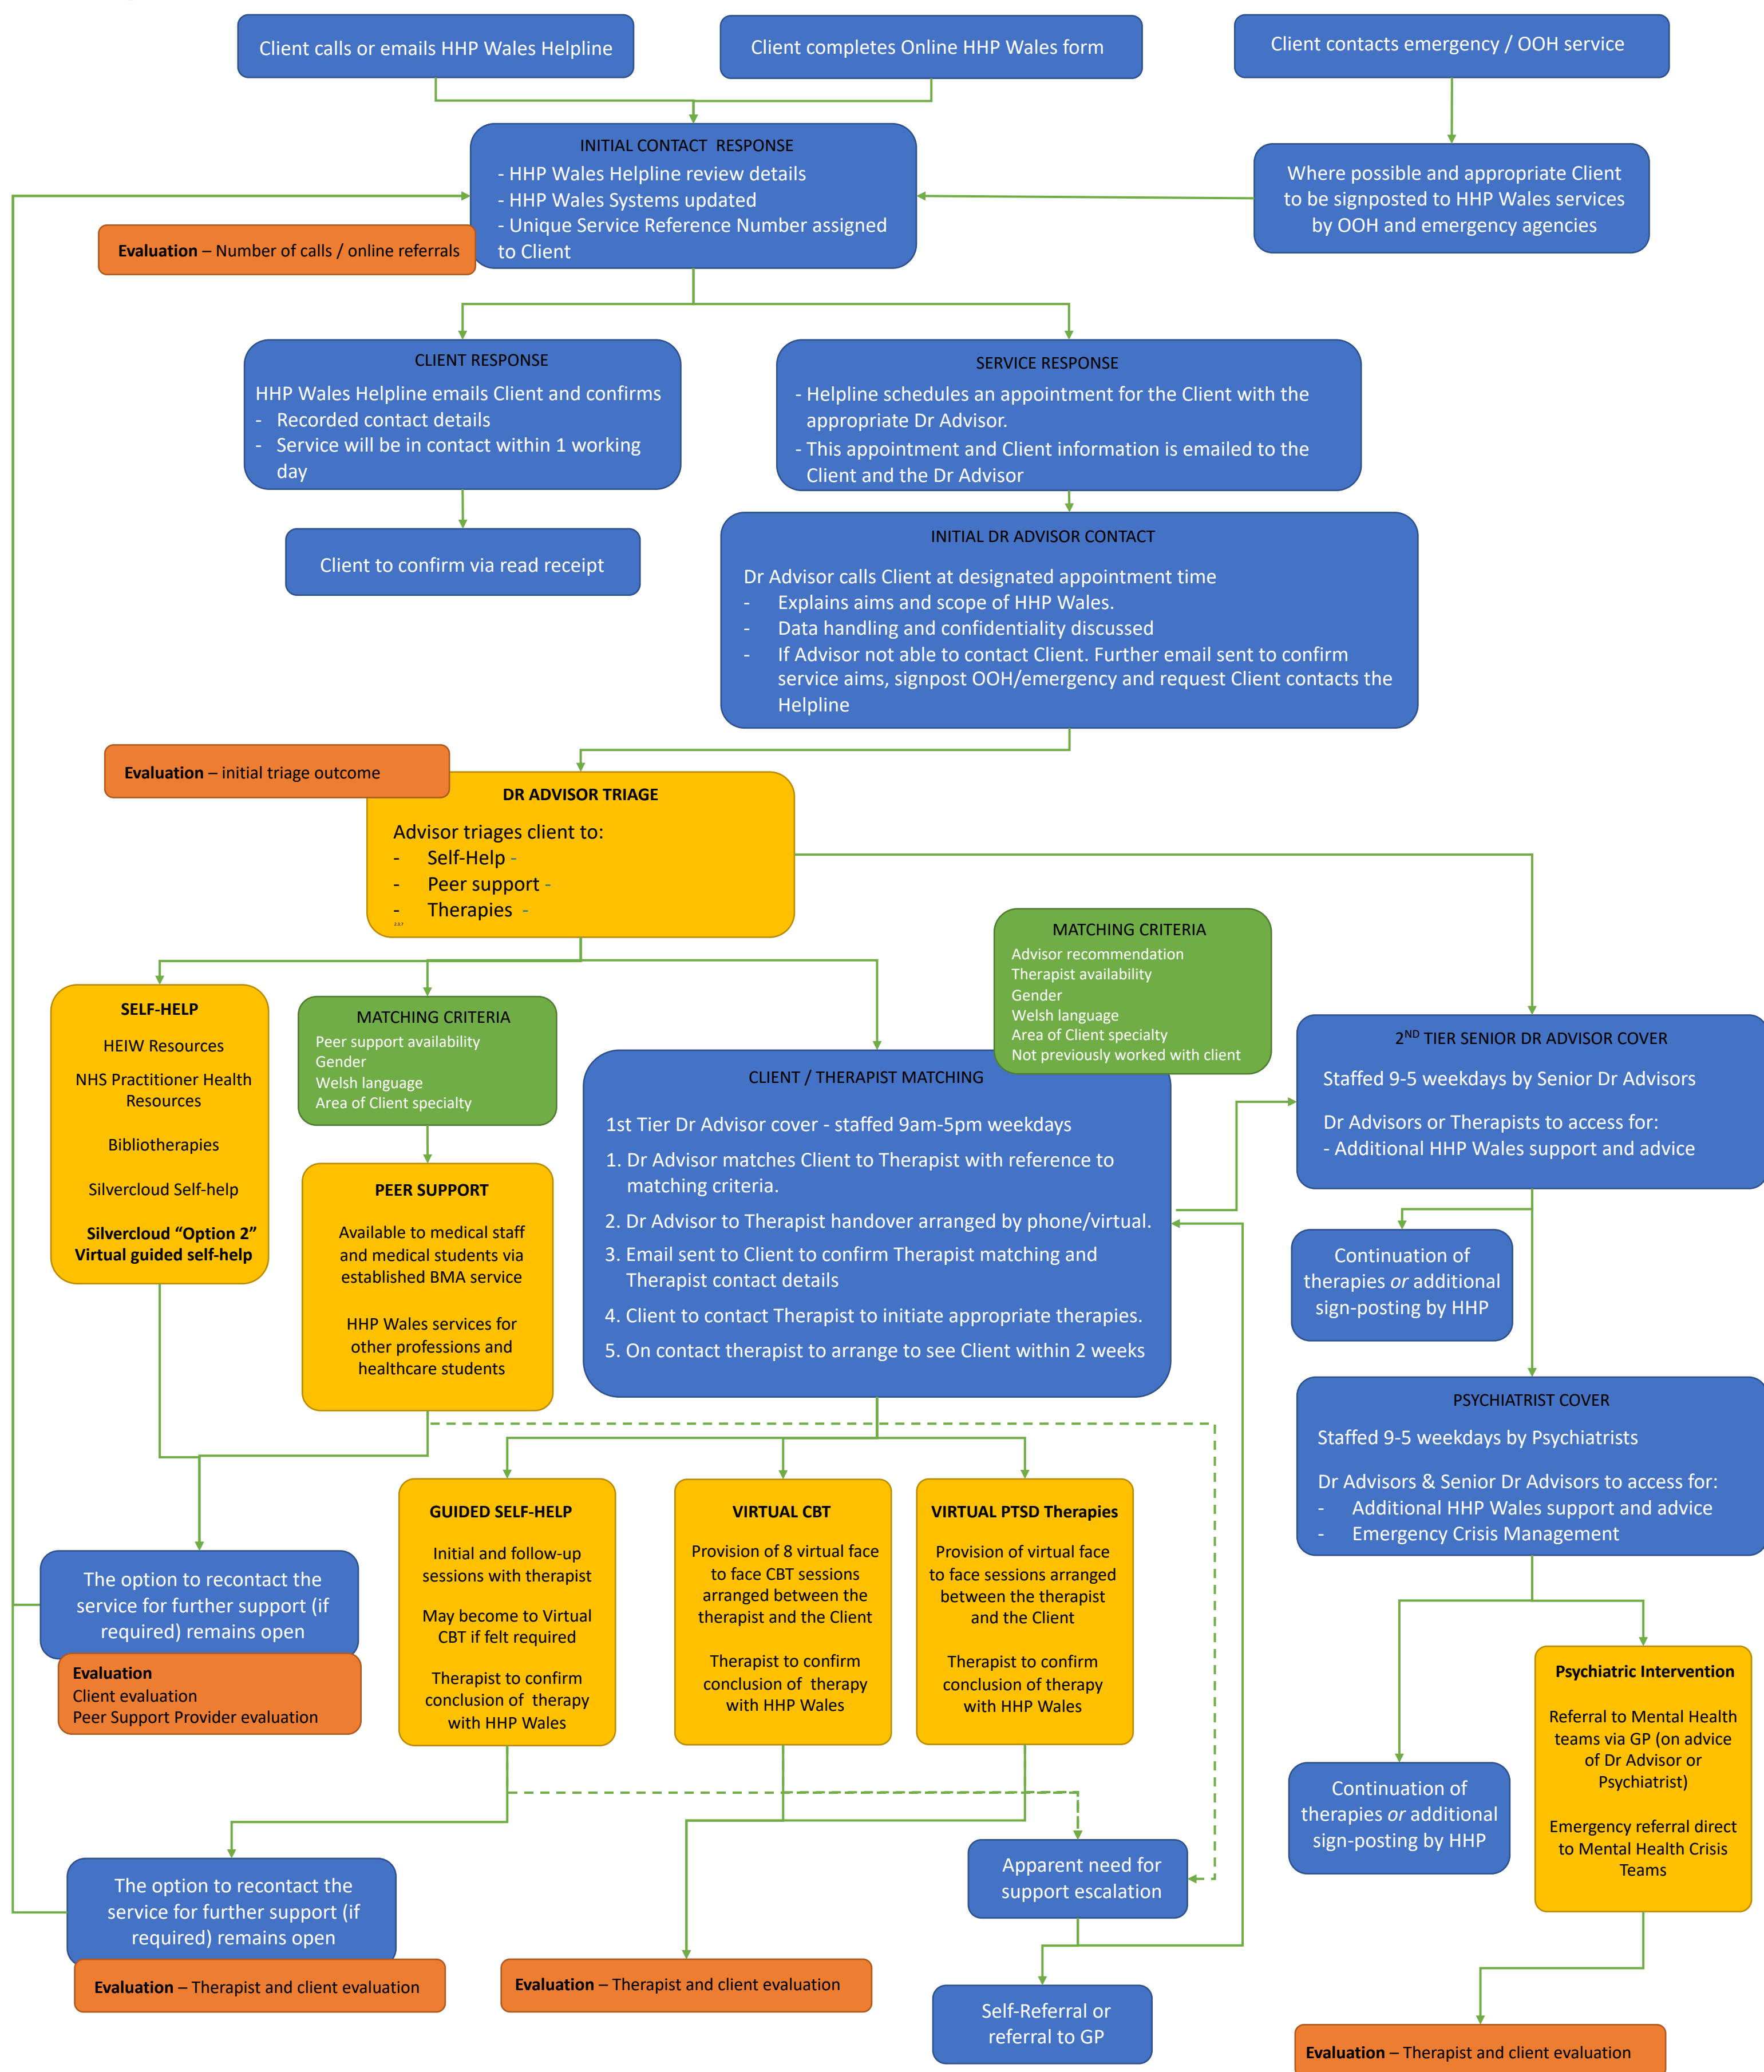 Client calls or emails HHP Wales Helpline
Client completes Online HHP Wales form
Client contacts emergency / OOH service
INITIAL CONTACT RESPONSE
- HHP Wales Helpline review details
- HHP Wales Systems updated
- Unique Service Reference Number assigned
to Client
Where possible and appropriate Client
to be signposted to HHP Wales services
by OOH and emergency agencies
Evaluation – Number of calls / online referrals
CLIENT RESPONSE
HHP Wales Helpline emails Client and confirms
- Recorded contact details
- Service will be in contact within 1 working
day
SERVICE RESPONSE
- Helpline schedules an appointment for the Client with the
appropriate Dr Advisor.
- This appointment and Client information is emailed to the
Client and the Dr Advisor
Client to confirm via read receipt
INITIAL DR ADVISOR CONTACT
Dr Advisor calls Client at designated appointment time
- Explains aims and scope of HHP Wales.
- Data handling and confidentiality discussed
- If Advisor not able to contact Client. Further email sent to confirm
service aims, signpost OOH/emergency and request Client contacts the
Helpline
Evaluation – initial triage outcome
DR ADVISOR TRIAGE
Advisor triages client to:
- Self-Help -
- Peer support -
- Therapies -
MATCHING CRITERIA
Advisor recommendation
Therapist availability
Gender
Welsh language
Area of Client specialty
Not previously worked with client
SELF-HELP
HEIW Resources
NHS Practitioner Health
Resources
Bibliotherapies
Silvercloud Self-help
Silvercloud “Option 2”
Virtual guided self-help
MATCHING CRITERIA
Peer support availability
Gender
Welsh language
Area of Client specialty
PEER SUPPORT
Available to medical staff
and medical students via
established BMA service
HHP Wales services for
other professions and
healthcare students
CLIENT / THERAPIST MATCHING
1st Tier Dr Advisor cover - staffed 9am-5pm weekdays
1. Dr Advisor matches Client to Therapist with reference to
matching criteria.
2. Dr Advisor to Therapist handover arranged by phone/virtual.
3. Email sent to Client to confirm Therapist matching and
Therapist contact details
4. Client to contact Therapist to initiate appropriate therapies.
5. On contact therapist to arrange to see Client within 2 weeks
2ND TIER SENIOR DR ADVISOR COVER
Staffed 9-5 weekdays by Senior Dr Advisors
Dr Advisors or Therapists to access for:
- Additional HHP Wales support and advice
Continuation of
therapies or additional
sign-posting by HHP
PSYCHIATRIST COVER
Staffed 9-5 weekdays by Psychiatrists
Dr Advisors & Senior Dr Advisors to access for:
- Additional HHP Wales support and advice
- Emergency Crisis Management
GUIDED SELF-HELP
Initial and follow-up
sessions with therapist
May become to Virtual
CBT if felt required
Therapist to confirm
conclusion of therapy
with HHP Wales
VIRTUAL CBT
Provision of 8 virtual face
to face CBT sessions
arranged between the
therapist and the Client
Therapist to confirm
conclusion of therapy
with HHP Wales
VIRTUAL PTSD Therapies
Provision of virtual face
to face sessions arranged
between the therapist
and the Client
Therapist to confirm
conclusion of therapy
with HHP Wales
The option to recontact the
service for further support (if
required) remains open
Evaluation
Client evaluation
Peer Support Provider evaluation
Psychiatric Intervention
Referral to Mental Health
teams via GP (on advice
of Dr Advisor or
Psychiatrist)
Emergency referral direct
to Mental Health Crisis
Teams
Continuation of
therapies or additional
sign-posting by HHP
Apparent need for
support escalation
The option to recontact the
service for further support (if
required) remains open
Evaluation – Therapist and client evaluation
Evaluation – Therapist and client evaluation
Self-Referral or
referral to GP
Evaluation – Therapist and client evaluation